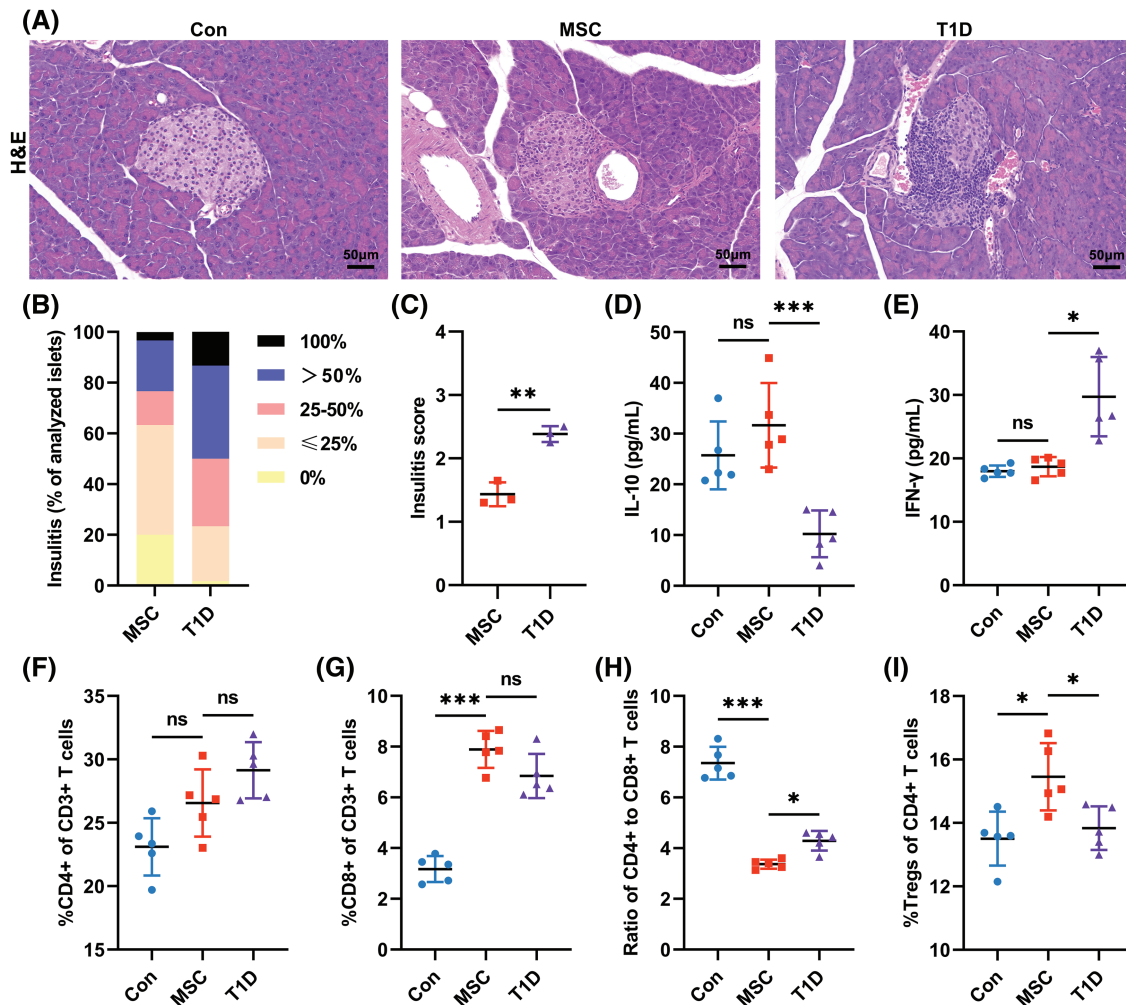 (A)
Con
MSC
T1D
H&E
50μm
50μm
50μm
(B)
Insulitis (% of analyzed islets)
100
80
60
40
20
0
MSC
T1D
100%
＞50%
25-50%
≤25%
0%
(C)
Insulitis score
4
3
2
1
0
**
MSC
T1D
(D)
IL-10 (pg/mL)
50
40
30
20
10
0
ns
***
Con
MSC
T1D
(E)
IFN-γ (pg/mL)
40
30
20
10
0
ns
*
Con
MSC
T1D
(F)
%CD4+ of CD3+ T cells
35
30
25
20
15
ns
ns
Con
MSC
T1D
(G)
%CD8+ of CD3+ T cells
10
8
6
4
2
0
***
ns
Con
MSC
T1D
(H)
Ratio of CD4+ to CD8+ T cells
10
8
6
4
2
0
***
*
Con
MSC
T1D
(I)
%Tregs of CD4+ T cells
18
16
14
12
10
*
*
Con
MSC
T1D